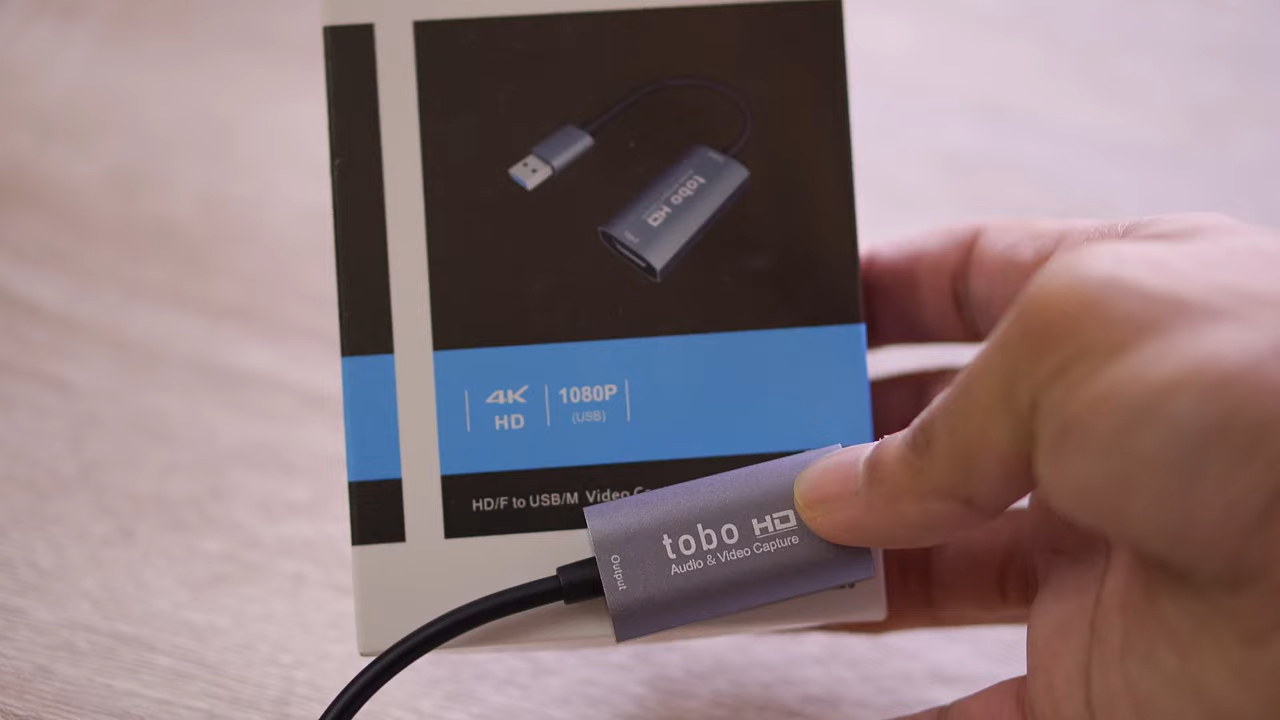 tobo HD
4K
HD
1080P
(USB)
HD/F to USB/M Video
tobo HD
Audio & Video Capture
Output